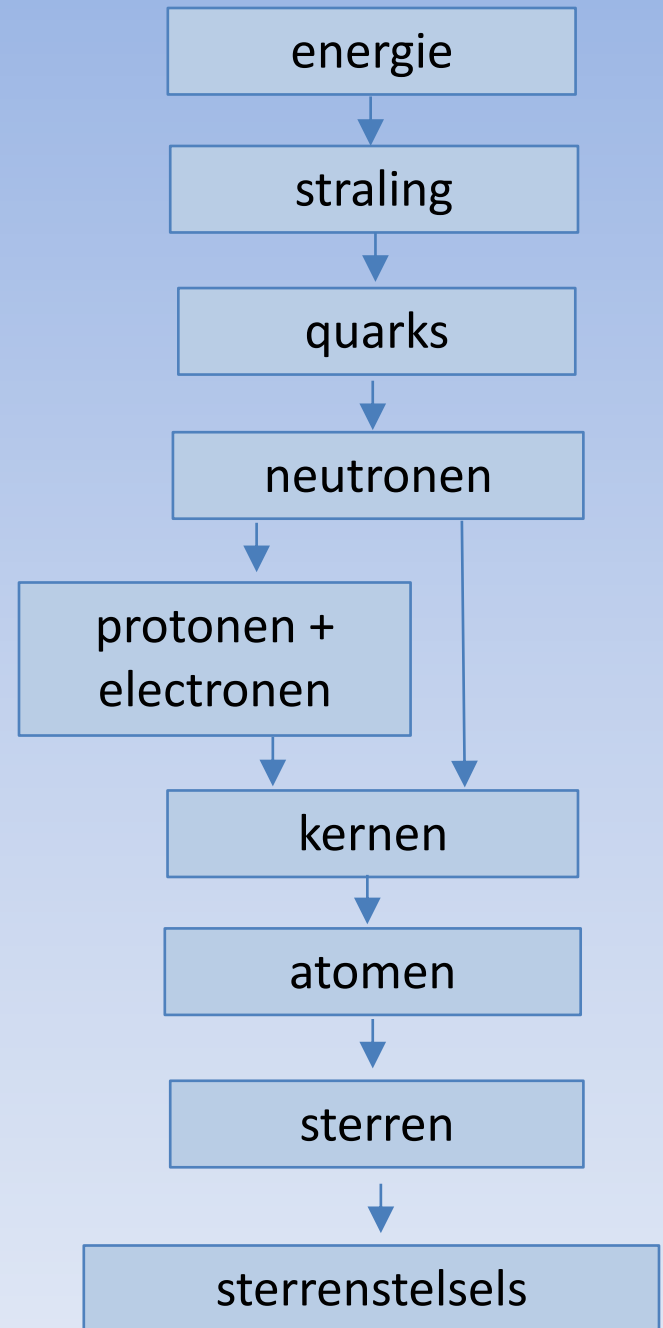 energie
straling
quarks
neutronen
protonen +
electronen
kernen
atomen
sterren
sterrenstelsels